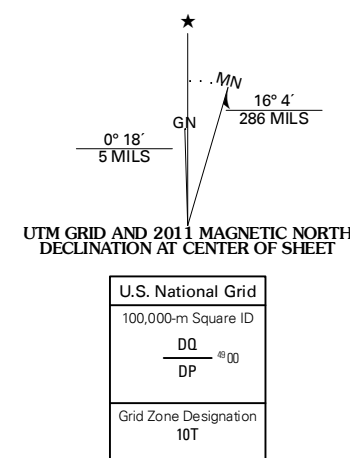 ★
MN
GN
16° 4´
286 MILS
0° 18´
5 MILS
UTM GRID AND 2011 MAGNETIC NORTH
DECLINATION AT CENTER OF SHEET
U.S. National Grid
100,000-m Square ID
DQ
4900
DP
Grid Zone Designation
10T